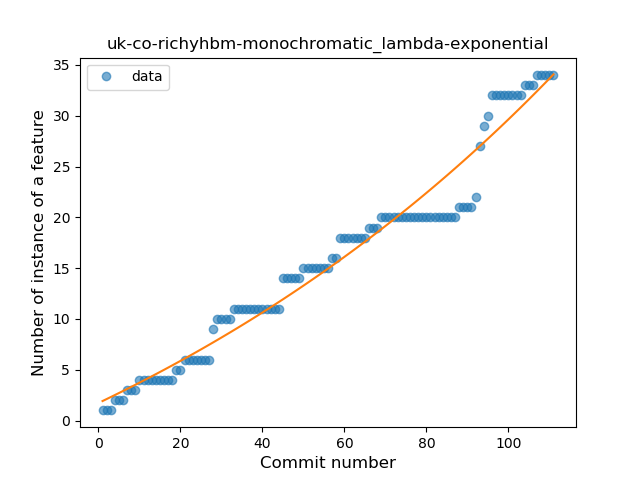 uk-co-richyhbm-monochromatic_lambda-exponential
data
Number of instance of a feature
35
30
25
20
15
10
5
0
0 20 40 60 80 100
Commit number